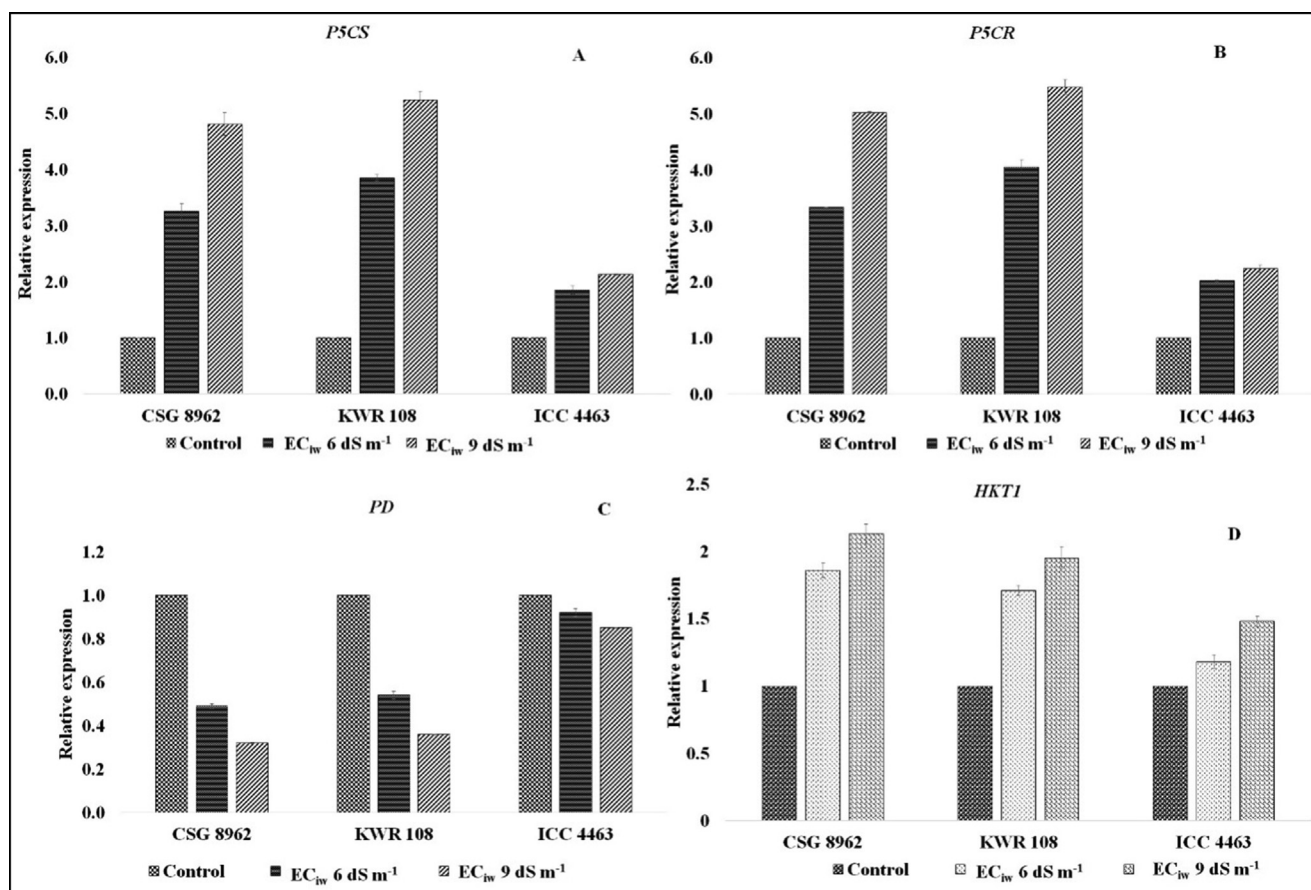 P5CS
A
6.0
5.0
4.0
3.0
2.0
1.0
0.0
Relative expression
CSG 8962 KWR 108 ICC 4463
Control ECiw 6 dS m-1 ECiw 9 dS m-1
P5CR
B
6.0
5.0
4.0
3.0
2.0
1.0
0.0
Relative expression
CSG 8962 KWR 108 ICC 4463
Control ECiw 6 dS m-1 ECiw 9 dS m-1
PD
C
1.2
1.0
0.8
0.6
0.4
0.2
0.0
Relative expression
CSG 8962 KWR 108 ICC 4463
Control ECiw 6 dS m-1 ECiw 9 dS m-1
HKT1
D
2.5
2
1.5
1
0.5
0
Relative expression
CSG 8962 KWR 108 ICC 4463
Control ECiw 6 dS m-1 ECiw 9 dS m-1